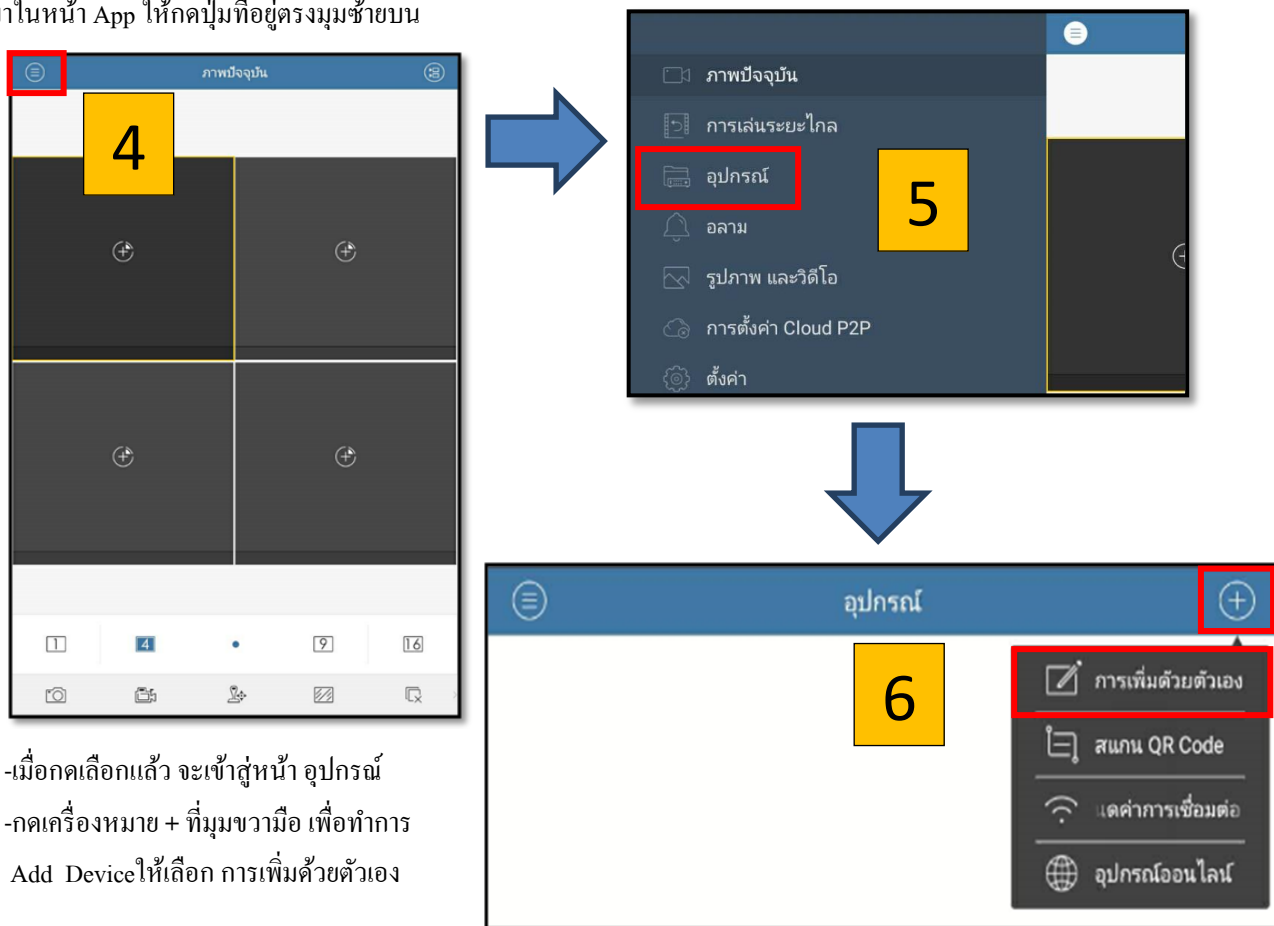 ในหน้า App ให้กดปุ่มที่อยู่ตรงมุมซ้ายบน
ภาพปัจจุบัน
4
1
4
9
16
ภาพปัจจุบัน
การเล่นระยะไกล
อุปกรณ์
อลาม
รูปภาพ และวิดีโอ
การตั้งค่า Cloud P2P
ตั้งค่า
5
อุปกรณ์
6
การเพิ่มด้วยตัวเอง
สแกน QR Code
ดค่าการเชื่อมต่อ
อุปกรณ์ออนไลน์
-เมื่อกดเลือกแล้ว จะเข้าสู่หน้า อุปกรณ์
-กดเครื่องหมาย + ที่มุมขวามือ เพื่อทำการ
Add Deviceให้เลือก การเพิ่มด้วยตัวเอง